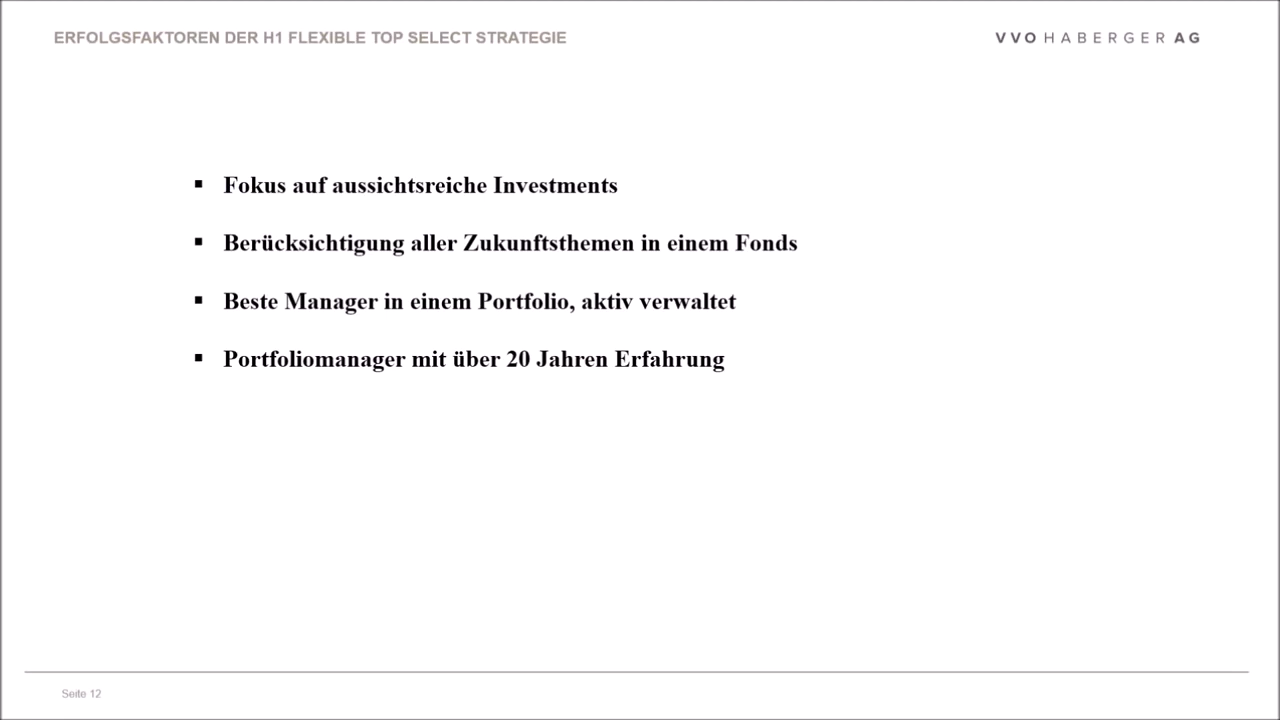 ERFOLGSFAKTOREN DER H1 FLEXIBLE TOP SELECT STRATEGIE
VVO HABERGER AG
▪ Fokus auf aussichtsreiche Investments
▪ Berücksichtigung aller Zukunftsthemen in einem Fonds
▪ Beste Manager in einem Portfolio, aktiv verwaltet
▪ Portfoliomanager mit über 20 Jahren Erfahrung
Seite 12